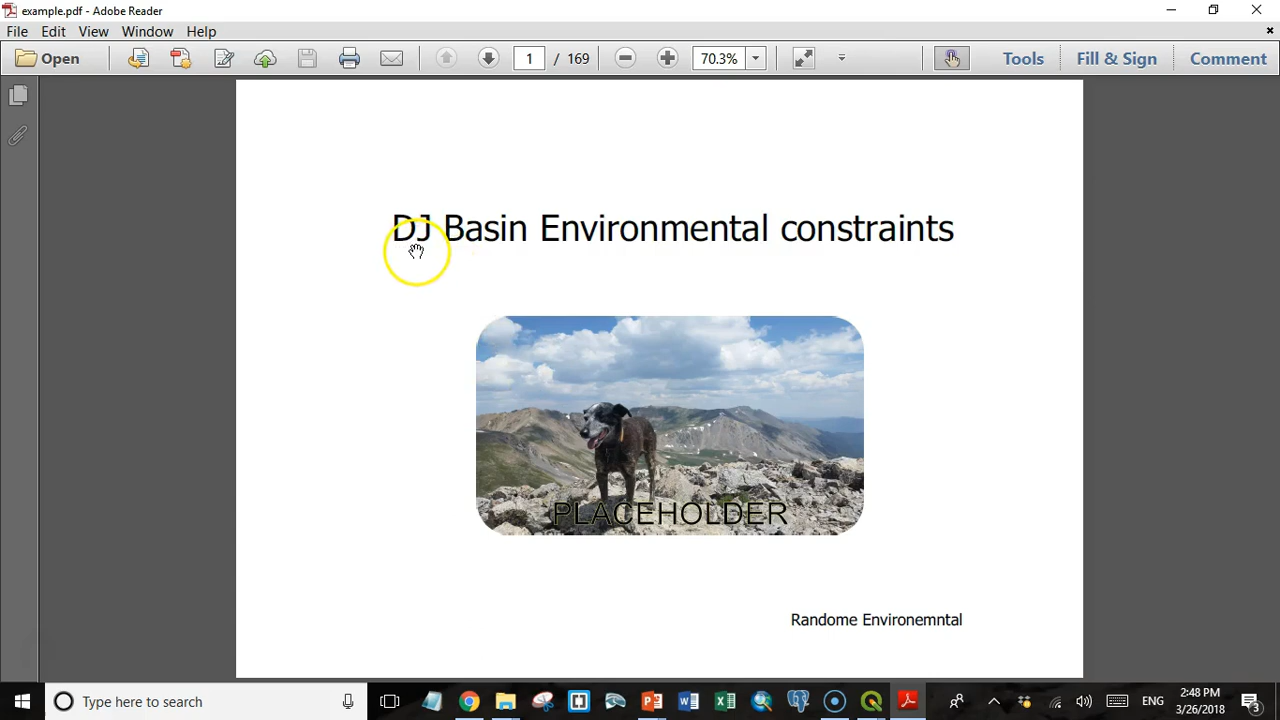 example.pdf - Adobe Reader
File Edit View Window Help
Open 1 / 169 70.3% Tools Fill & Sign Comment
DJ Basin Environmental constraints
PLACEHOLDER
Randome Environemntal
Type here to search
ENG
2:48 PM
3/26/2018
3